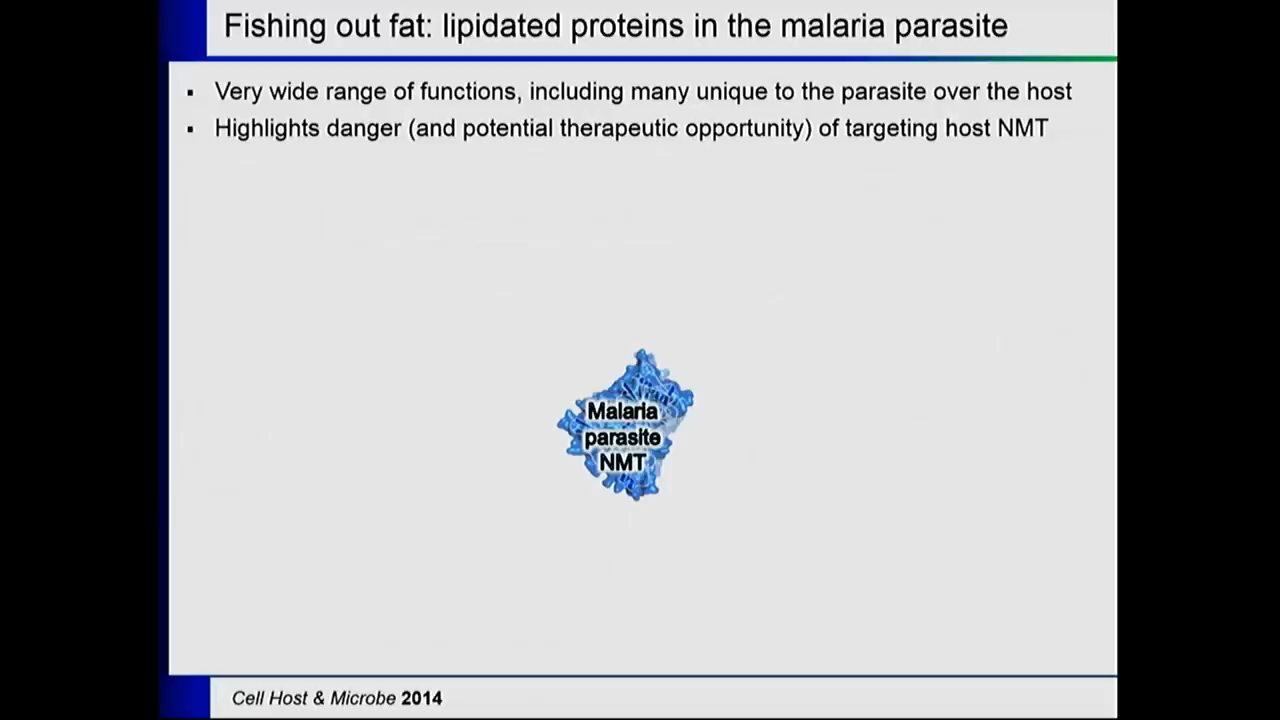 Fishing out fat: lipidated proteins in the malaria parasite
▪ Very wide range of functions, including many unique to the parasite over the host
▪ Highlights danger (and potential therapeutic opportunity) of targeting host NMT
Malaria
parasite
NMT
Cell Host & Microbe 2014